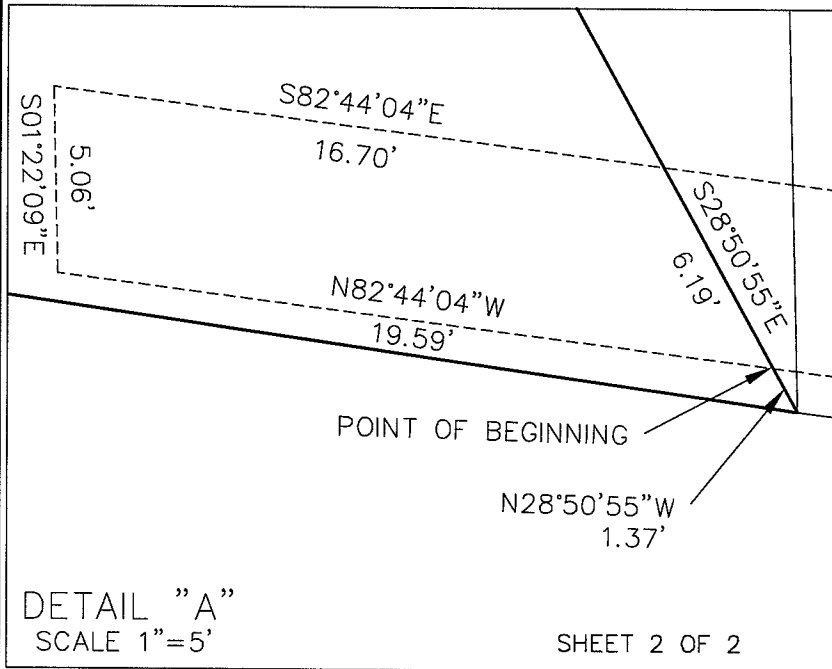 S82°44'04"E
16.70'
S01°22'09"E
5.06'
S28°50'55"E
6.19'
N82°44'04"W
19.59'
POINT OF BEGINNING
N28°50'55"W
1.37'
DETAIL "A"
SCALE 1"=5'
SHEET 2 OF 2